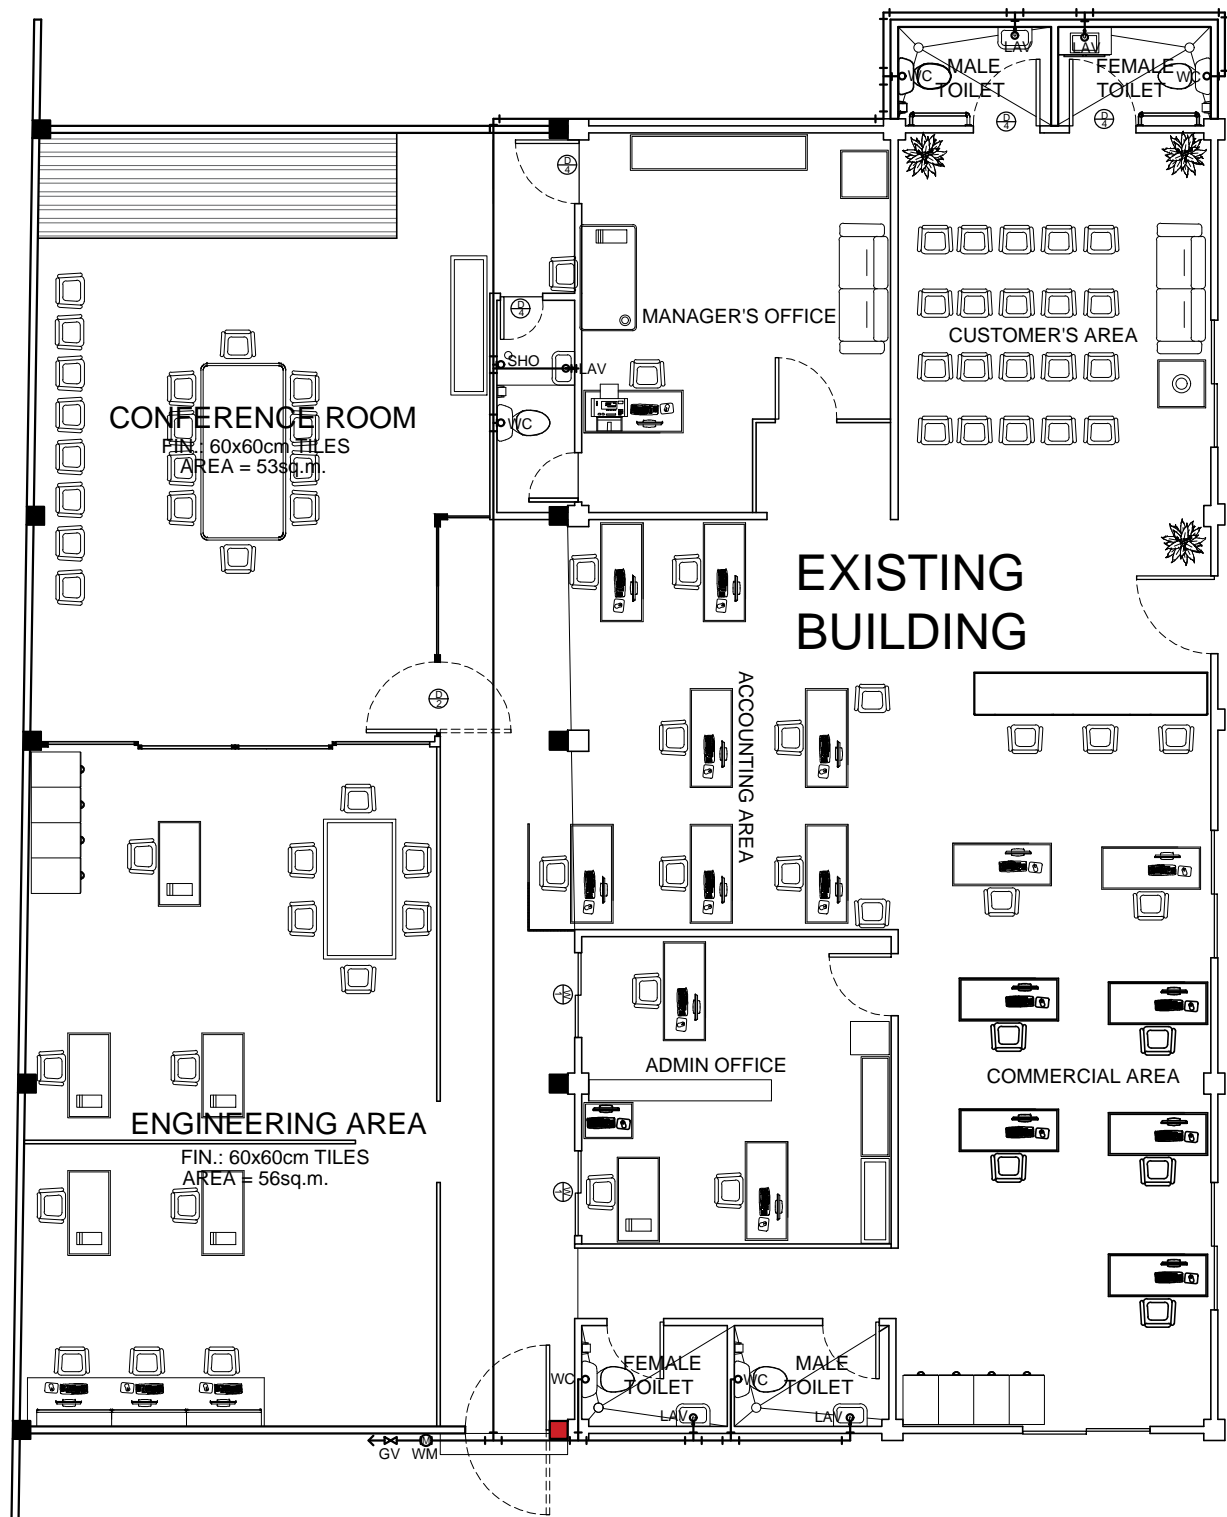 LAV
LAV
MALE
TOILET
FEMALE
TOILET
WC
WC
D
4
D
4
D
4
MANAGER'S OFFICE
CUSTOMER'S AREA
D
4
SHO
LAV
WC
CONFERENCE ROOM
FIN.: 60x60cm TILES
AREA = 53sq.m.
EXISTING
BUILDING
D
2
ACCOUNTING AREA
W
1
ADMIN OFFICE
COMMERCIAL AREA
ENGINEERING AREA
FIN.: 60x60cm TILES
AREA = 56sq.m.
W
1
FEMALE
TOILET
MALE
TOILET
WC
WC
LAV
LAV
M
GV
WM